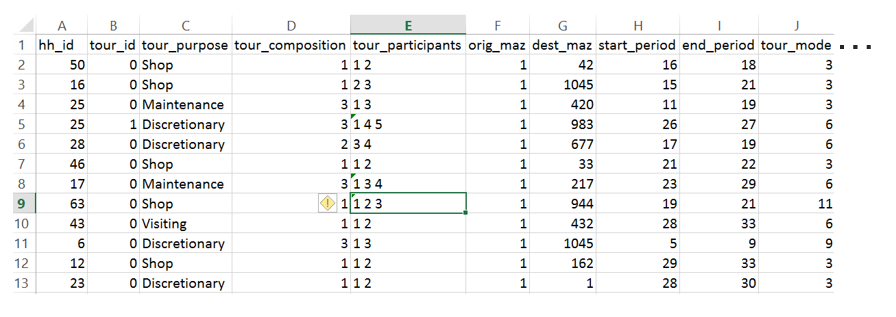 A B C D E F G H I J
1 hh_id tour_id tour_purpose tour_composition tour_participants orig_maz dest_maz start_period end_period tour_mode ...
2 50 0 Shop 1 1 2 1 42 16 18 3
3 16 0 Shop 1 2 3 1 1045 15 21 3
4 25 0 Maintenance 3 1 3 1 420 11 19 3
5 25 1 Discretionary 3 1 4 5 1 983 26 27 6
6 28 0 Discretionary 2 3 4 1 677 17 19 6
7 46 0 Shop 1 1 2 1 33 21 22 3
8 17 0 Maintenance 3 1 3 4 1 217 23 29 6
9 63 0 Shop ! 1 1 2 3 1 944 19 21 11
10 43 0 Visiting 1 1 2 1 432 28 33 6
11 6 0 Discretionary 3 1 3 1 1045 5 9 9
12 12 0 Shop 1 1 2 1 162 29 33 3
13 23 0 Discretionary 1 1 2 1 1 28 30 3